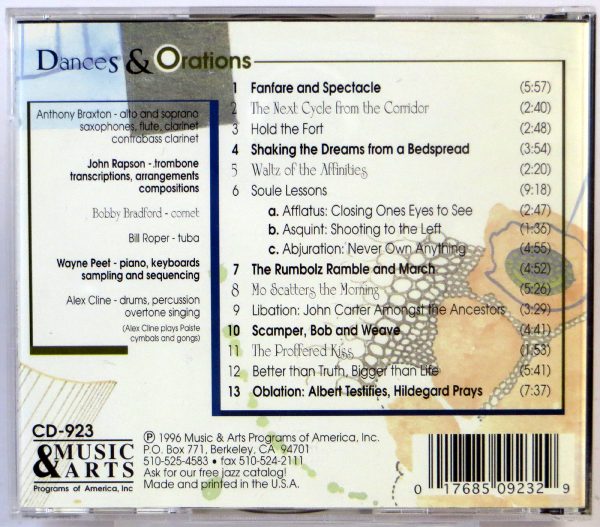 Dances & Orations
Anthony Braxton - alto and soprano
saxophones, flute, clarinet
contrabass clarinet
John Rapson - trombone
transcriptions, arrangements
compositions
Bobby Bradford - cornet
Bill Roper - tuba
Wayne Peet - piano, keyboards
sampling and sequencing
Alex Cline - drums, percussion
overtone singing
(Alex Cline plays Paiste
cymbals and gongs)
1 Fanfare and Spectacle (5:57)
2 The Next Cycle from the Corridor (2:40)
3 Hold the Fort (2:48)
4 Shaking the Dreams from a Bedspread (3:54)
5 Waltz of the Affinities (2:20)
6 Soule Lessons (9:18)
a. Afflatus: Closing Ones Eyes to See (2:47)
b. Asquint: Shooting to the Left (1:36)
c. Abjuration: Never Own Anything (4:55)
7 The Rumbolz Ramble and March (4:52)
8 Mo Scatters the Morning (5:26)
9 Libation: John Carter Amongst the Ancestors (3:29)
10 Scamper, Bob and Weave (4:41)
11 The Proffered Kiss (1:53)
12 Better than Truth, Bigger than Life (5:41)
13 Oblation: Albert Testifies, Hildegard Prays (7:37)
CD-923
MUSIC
& ARTS
Programs of America, Inc
℗ 1996 Music & Arts Programs of America, Inc.
P.O. Box 771, Berkeley, CA 94701
510-525-4583 • fax 510-524-2111
Ask for our free jazz catalog!
Made and printed in the U.S.A.
0 17685 09232 9